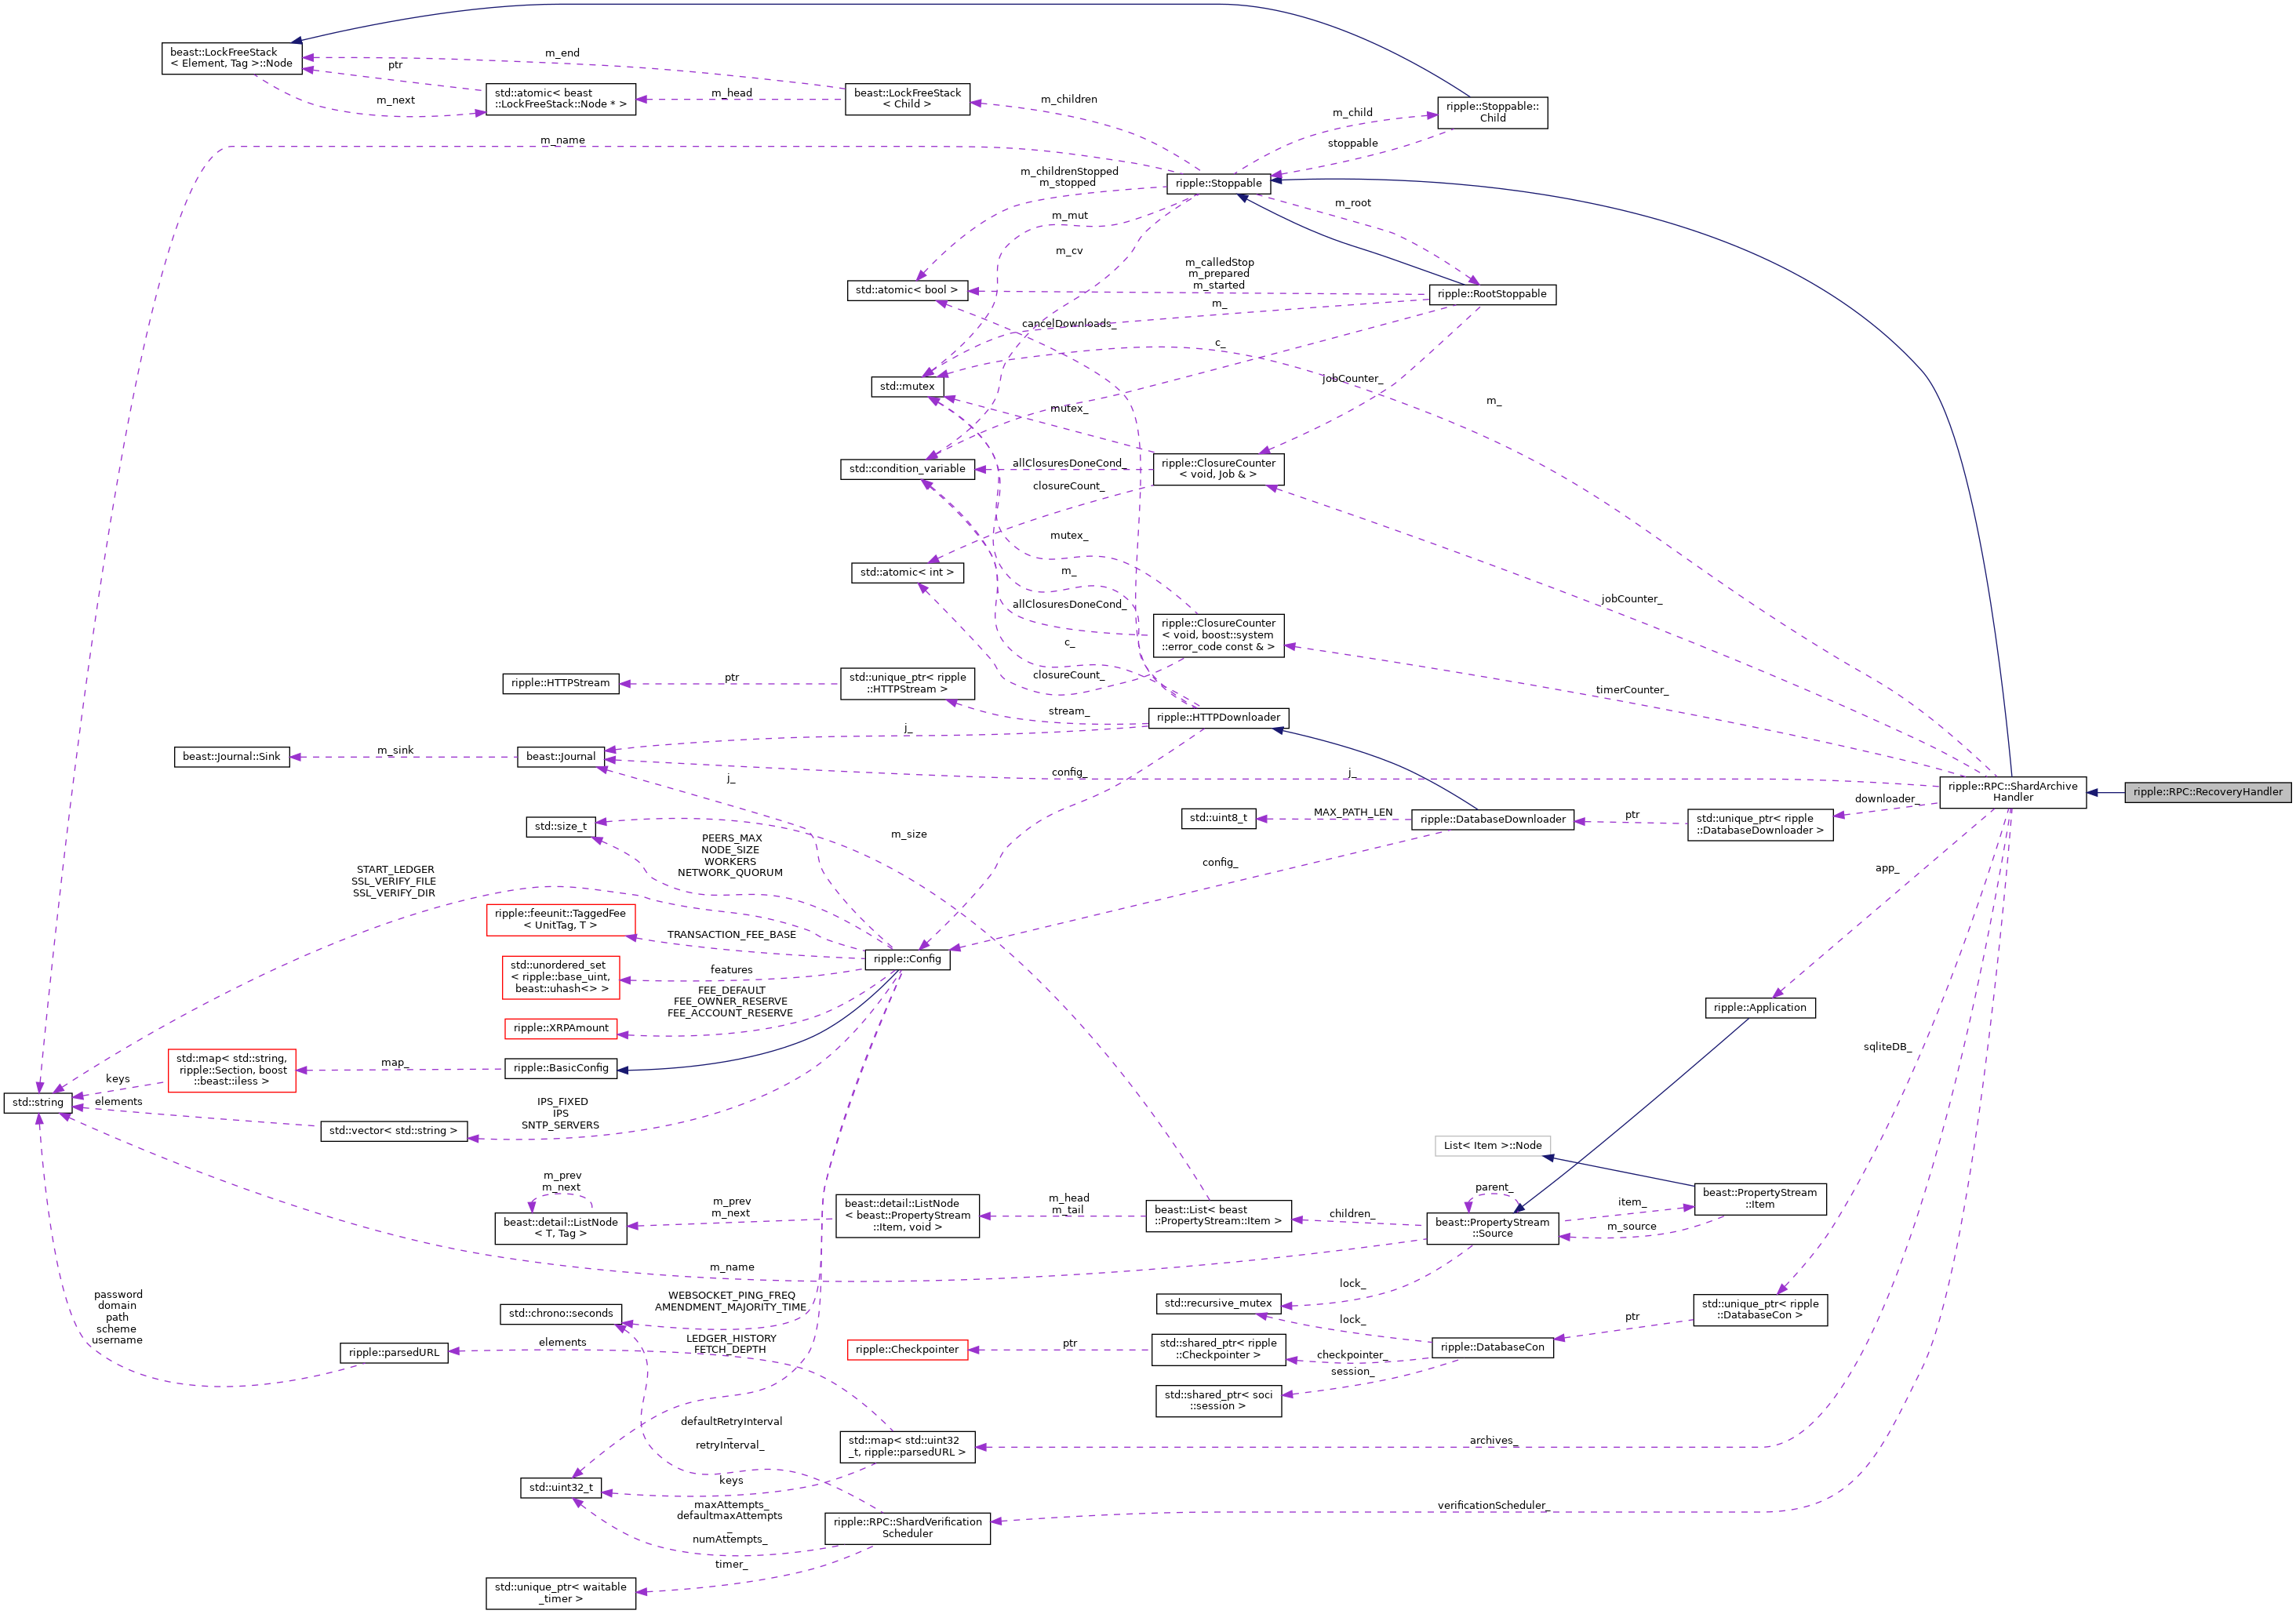 beast::LockFreeStack
< Element, Tag >::Node
m_end
ptr
m_next
std::atomic< beast
::LockFreeStack::Node * >
m_head
beast::LockFreeStack
< Child >
m_children
m_child
stoppable
ripple::Stoppable::
Child
m_name
m_childrenStopped
m_stopped
ripple::Stoppable
m_mut
m_root
m_cv
m_calledStop
m_prepared
m_started
std::atomic< bool >
ripple::RootStoppable
m_
cancelDownloads_
c_
std::mutex
jobCounter_
mutex_
m_
std::condition_variable
allClosuresDoneCond_
ripple::ClosureCounter
< void, Job & >
closureCount_
mutex_
std::atomic< int >
m_
allClosuresDoneCond_
jobCounter_
ripple::ClosureCounter
< void, boost::system
::error_code const & >
c_
closureCount_
ripple::HTTPStream
ptr
std::unique_ptr< ripple
::HTTPStream >
timerCounter_
stream_
ripple::HTTPDownloader
j_
beast::Journal::Sink
m_sink
beast::Journal
j_
config_
j_
ripple::RPC::ShardArchive
Handler
ripple::RPC::RecoveryHandler
downloader_
std::size_t
m_size
std::uint8_t
MAX_PATH_LEN
ripple::DatabaseDownloader
ptr
std::unique_ptr< ripple
::DatabaseDownloader >
PEERS_MAX
NODE_SIZE
WORKERS
NETWORK_QUORUM
config_
app_
START_LEDGER
SSL_VERIFY_FILE
SSL_VERIFY_DIR
ripple::feeunit::TaggedFee
< UnitTag, T >
TRANSACTION_FEE_BASE
ripple::Config
std::unordered_set
< ripple::base_uint,
beast::uhash<> >
features
FEE_DEFAULT
FEE_OWNER_RESERVE
FEE_ACCOUNT_RESERVE
ripple::XRPAmount
ripple::Application
std::map< std::string,
ripple::Section, boost
::beast::iless >
map_
ripple::BasicConfig
sqliteDB_
keys
elements
std::string
std::vector< std::string >
IPS_FIXED
IPS
SNTP_SERVERS
List< Item >::Node
m_prev
m_next
beast::detail::ListNode
< T, Tag >
m_prev
m_next
beast::detail::ListNode
< beast::PropertyStream
::Item, void >
m_head
m_tail
beast::List< beast
::PropertyStream::Item >
children_
parent_
beast::PropertyStream
::Source
item_
m_source
beast::PropertyStream
::Item
m_name
lock_
password
domain
path
scheme
username
std::chrono::seconds
WEBSOCKET_PING_FREQ
AMENDMENT_MAJORITY_TIME
std::recursive_mutex
lock_
ptr
std::unique_ptr< ripple
::DatabaseCon >
ripple::parsedURL
elements
LEDGER_HISTORY
FETCH_DEPTH
ripple::Checkpointer
ptr
std::shared_ptr< ripple
::Checkpointer >
checkpointer_
ripple::DatabaseCon
session_
std::shared_ptr< soci
::session >
defaultRetryInterval
_
retryInterval_
std::map< std::uint32
_t, ripple::parsedURL >
archives_
std::uint32_t
keys
maxAttempts_
defaultmaxAttempts
_
numAttempts_
ripple::RPC::ShardVerification
Scheduler
verificationScheduler_
timer_
std::unique_ptr< waitable
_timer >